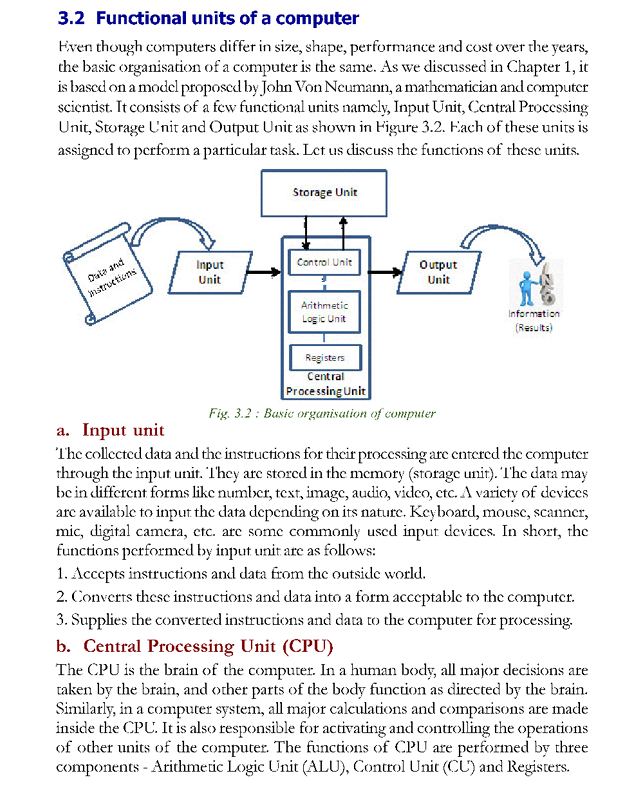 3.2 Functional units of a computer
Even though computers differ in size, shape, performance and cost over the years,
the basic organisation of a computer is the same. As we discussed in Chapter 1, it
is based on a model proposed by John Von Neumann, a mathematician and computer
scientist. It consists of a few functional units namely, Input Unit, Central Processing
Unit, Storage Unit and Output Unit as shown in Figure 3.2. Each of these units is
assigned to perform a particular task. Let us discuss the functions of these units.
Storage Unit
Data and
Instructions
Input
Unit
Control Unit
Arithmetic
Logic Unit
Registers
Central
Processing Unit
Output
Unit
Information
(Results)
Fig. 3.2 : Basic organisation of computer
a. Input unit
The collected data and the instructions for their processing are entered the computer
through the input unit. They are stored in the memory (storage unit). The data may
be in different forms like number, text, image, audio, video, etc. A variety of devices
are available to input the data depending on its nature. Keyboard, mouse, scanner,
mic, digital camera, etc. are some commonly used input devices. In short, the
functions performed by input unit are as follows:
1. Accepts instructions and data from the outside world.
2. Converts these instructions and data into a form acceptable to the computer.
3. Supplies the converted instructions and data to the computer for processing.
b. Central Processing Unit (CPU)
The CPU is the brain of the computer. In a human body, all major decisions are
taken by the brain, and other parts of the body function as directed by the brain.
Similarly, in a computer system, all major calculations and comparisons are made
inside the CPU. It is also responsible for activating and controlling the operations
of other units of the computer. The functions of CPU are performed by three
components - Arithmetic Logic Unit (ALU), Control Unit (CU) and Registers.